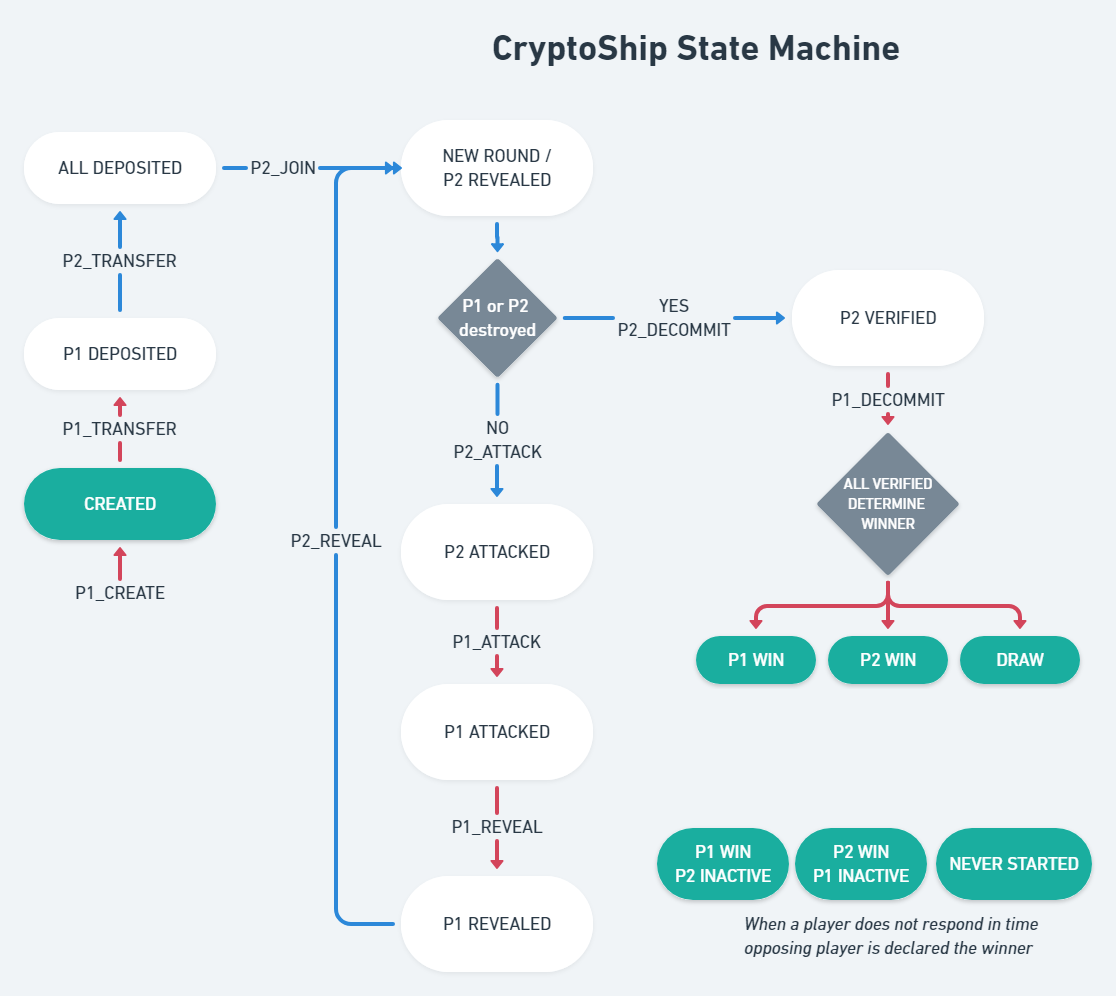 CryptoShip State Machine
ALL DEPOSITED
P2_JOIN
NEW ROUND /
P2 REVEALED
P2_TRANSFER
P1 DEPOSITED
P1_TRANSFER
CREATED
P1_CREATE
P1 or P2
destroyed
YES
P2_DECOMMIT
P2 VERIFIED
NO
P2_ATTACK
P2_REVEAL
P2 ATTACKED
P1_ATTACK
P1 ATTACKED
P1_REVEAL
P1 REVEALED
P1_DECOMMIT
ALL VERIFIED
DETERMINE
WINNER
P1 WIN
P2 WIN
DRAW
P1 WIN
P2 INACTIVE
P2 WIN
P1 INACTIVE
NEVER STARTED
When a player does not respond in time
opposing player is declared the winner